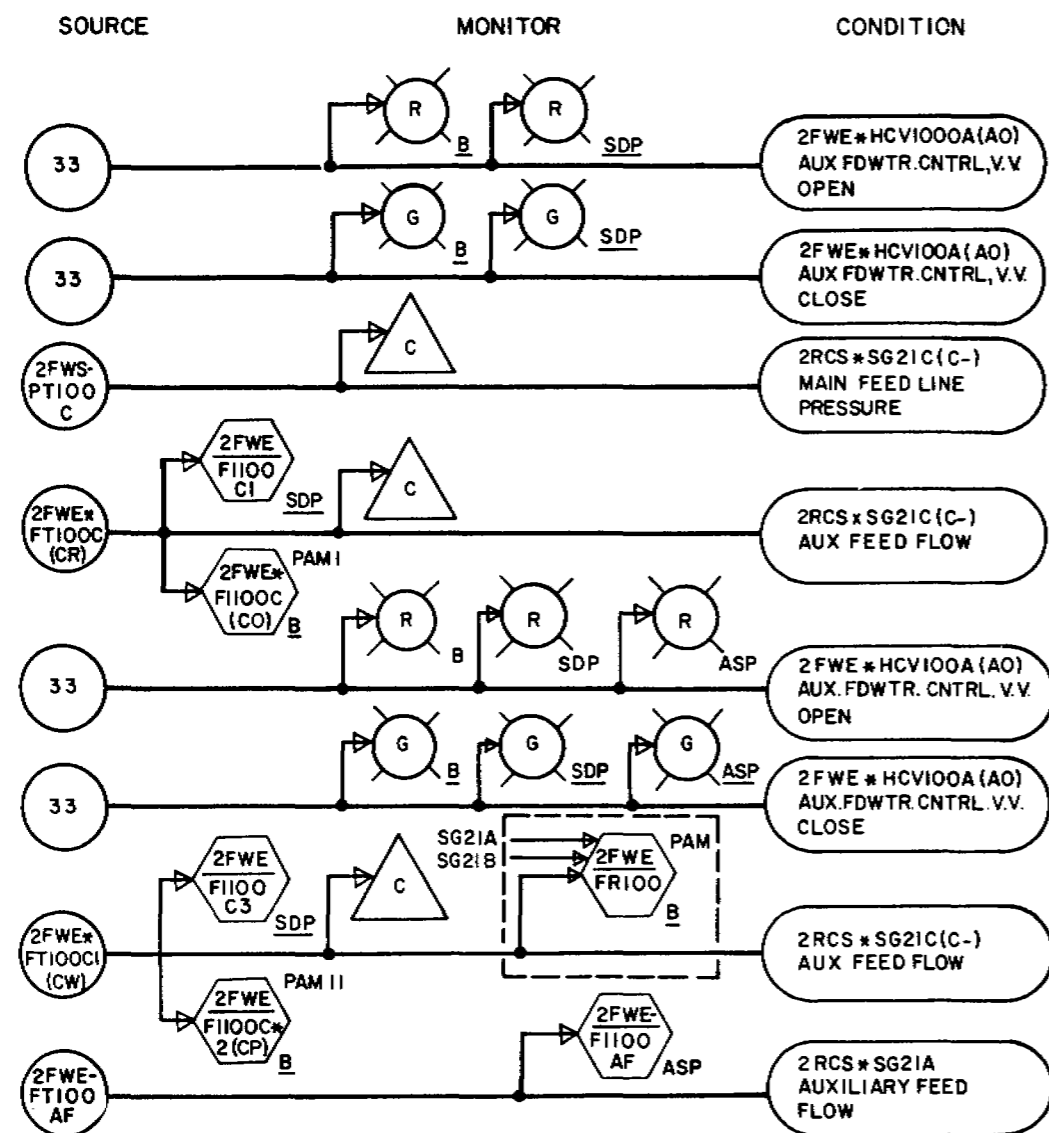 SOURCE MONITOR CONDITION
R B R SDP
33
2FWE*HCV1000A(AO)
AUX FDWTR.CNTRL,V.V.
OPEN
G B G SDP
33
2FWE*HCV100A(AO)
AUX FDWTR.CNTRL,V.V.
CLOSE
C
2FWS-
PT100
C
2RCS*SG21C(C-)
MAIN FEED LINE
PRESSURE
2FWE
FI100
C1
SDP
C
2FWE*
FT100C
(CR)
PAM I
2FWE*
FI100C
(CO)
B
2RCS x SG21C(C-)
AUX FEED FLOW
R B R SDP R ASP
33
2FWE*HCV100A(AO)
AUX.FDWTR.CNTRL.V.V.
OPEN
G B G SDP G ASP
33
2FWE*HCV100A(AO)
AUX.FDWTR.CNTRL.V.V.
CLOSE
2FWE
FI100
C3
SDP
C
SG21A
SG21B
2FWE
FR100
PAM
B
2FWE*
FT100C1
(CW)
PAM II
2FWE
FI100C*
2(CP)
B
2RCS*SG21C(C-)
AUX FEED FLOW
2FWE-
FI100
AF
ASP
2FWE-
FT100
AF
2RCS*SG21A
AUXILIARY FEED
FLOW